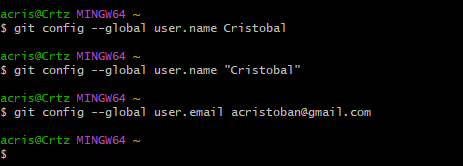 acris@Crtz MINGW64 ~
$ git config --global user.name Cristobal
acris@Crtz MINGW64 ~
$ git config --global user.name "Cristobal"
acris@Crtz MINGW64 ~
$ git config --global user.email acristoban@gmail.com
acris@Crtz MINGW64 ~
$